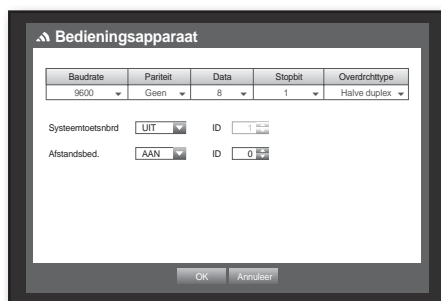 Bedieningsapparaat
Baudrate Pariteit Data Stopbit Overdrchttype
9600 Geen 8 1 Halve duplex
Systeemtoetsnbrd UIT ID 1
Afstandsbed. AAN ID 0
OK Annuleer